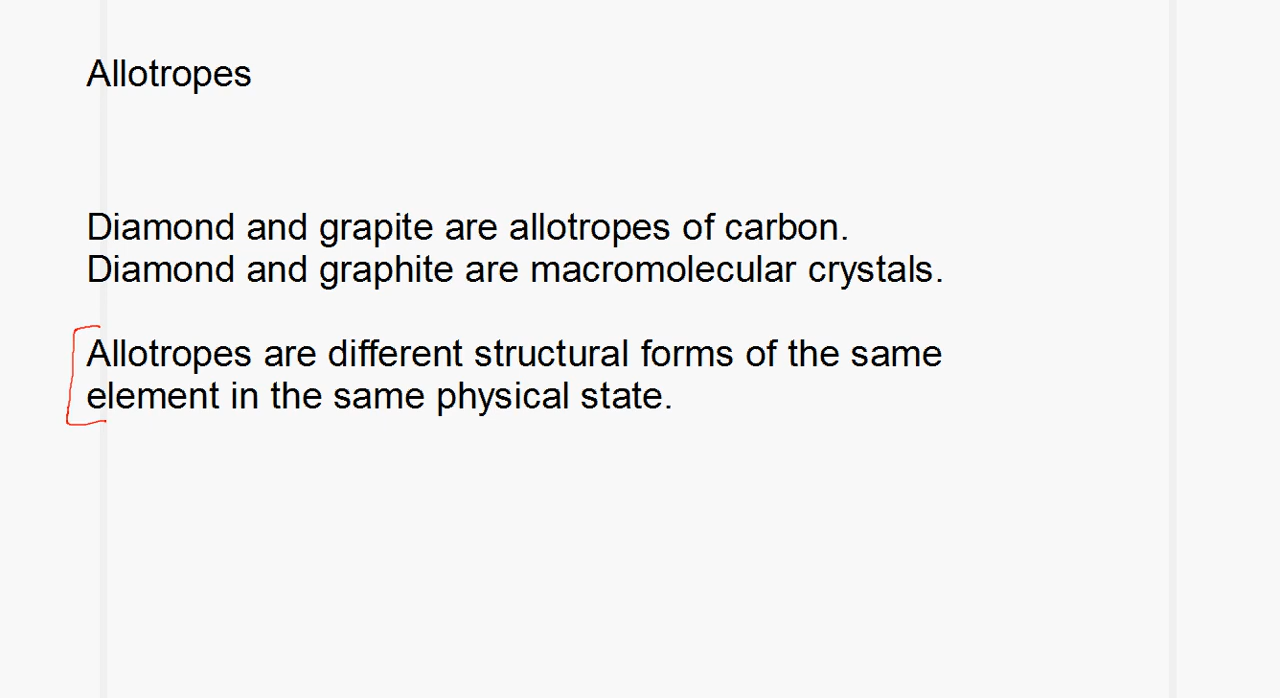 Allotropes
Diamond and grapite are allotropes of carbon.
Diamond and graphite are macromolecular crystals.
Allotropes are different structural forms of the same
element in the same physical state.